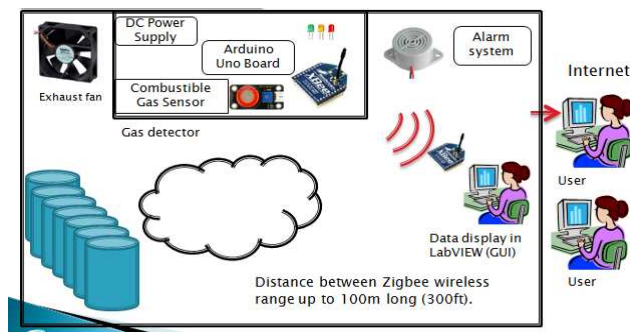 DC Power
Supply
Arduino
Uno Board
Alarm
system
Internet
Exhaust fan
Combustible
Gas Sensor
XBee
Gas detector
User
Data display in
LabVIEW (GUI)
User
Distance between Zigbee wireless
range up to 100m long (300ft).